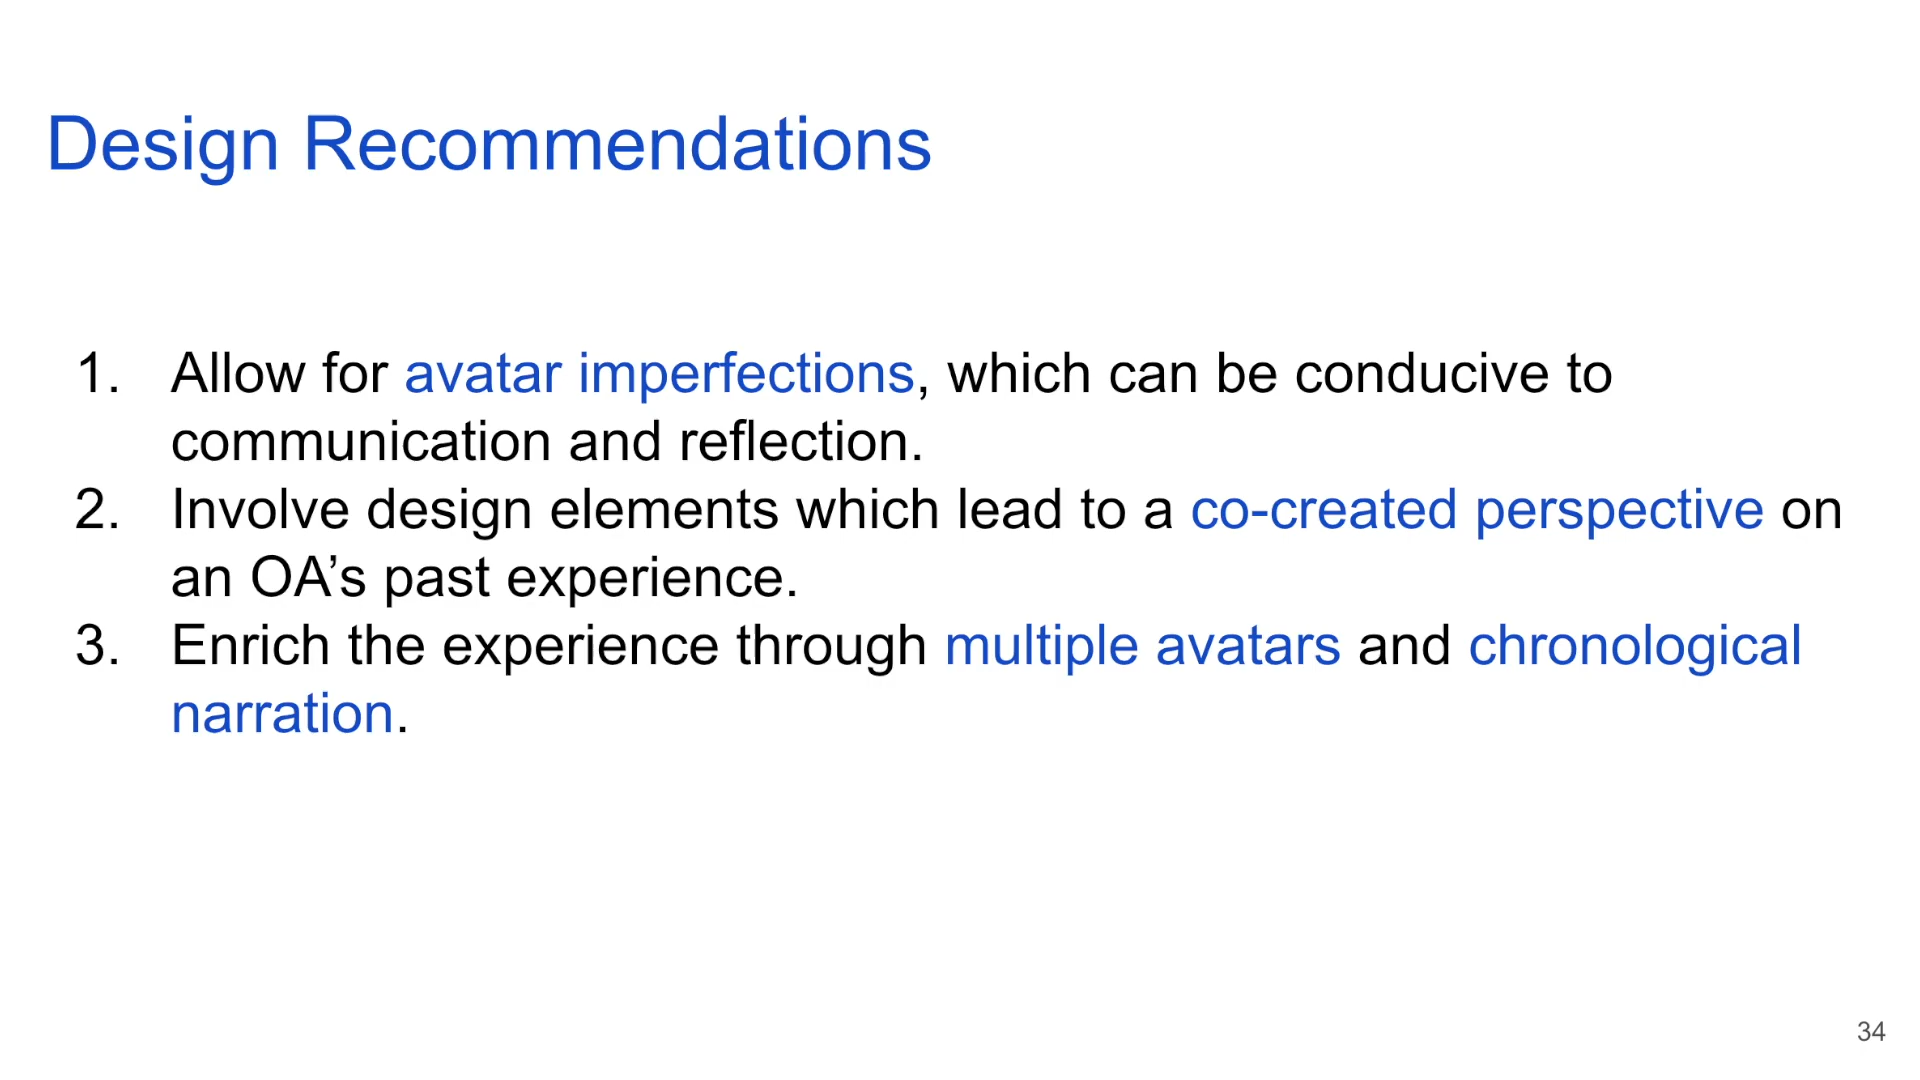 Design Recommendations
1. Allow for avatar imperfections, which can be conducive to
communication and reflection.
2. Involve design elements which lead to a co-created perspective on
an OA’s past experience.
3. Enrich the experience through multiple avatars and chronological
narration.
34